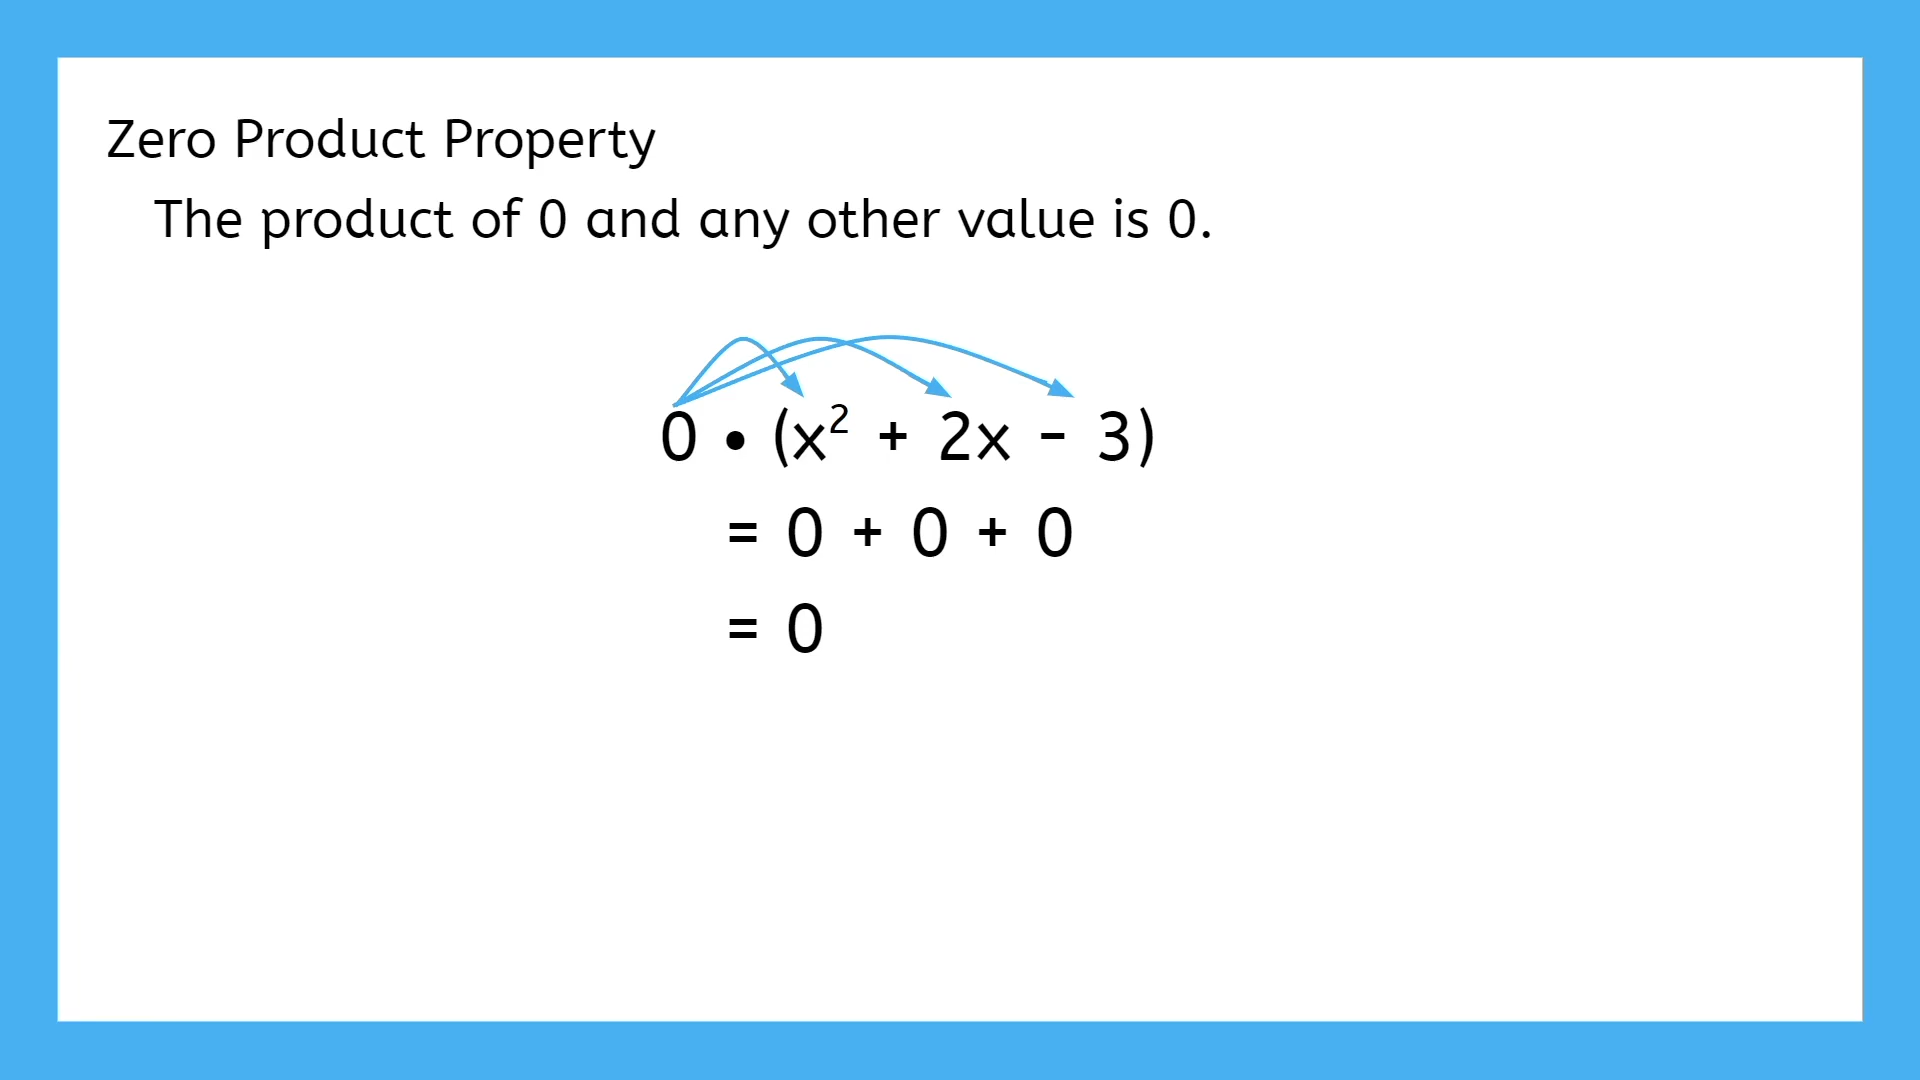 Zero Product Property
The product of 0 and any other value is 0.
0 • (x² + 2x - 3)
= 0 + 0 + 0
= 0